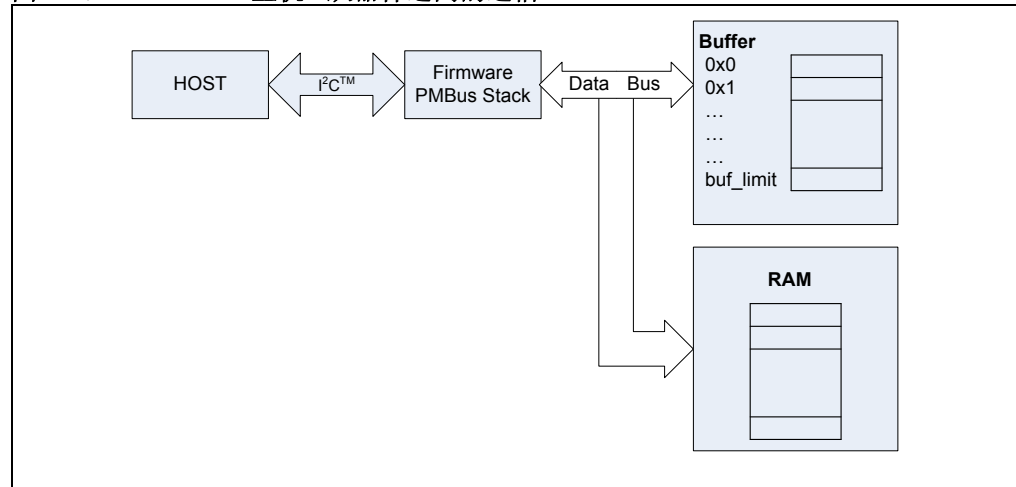 HOST
I²C™
Firmware
PMBus Stack
Data Bus
Buffer
0x0
0x1
…
…
…
buf_limit
RAM